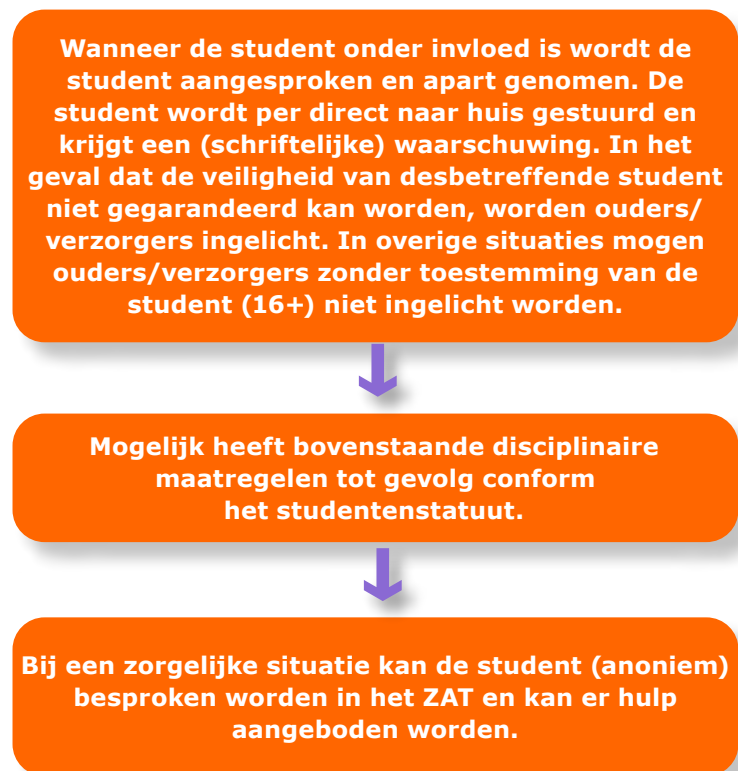 Wanneer de student onder invloed is wordt de
student aangesproken en apart genomen. De
student wordt per direct naar huis gestuurd en
krijgt een (schriftelijke) waarschuwing. In het
geval dat de veiligheid van desbetreffende student
niet gegarandeerd kan worden, worden ouders/
verzorgers ingelicht. In overige situaties mogen
ouders/verzorgers zonder toestemming van de
student (16+) niet ingelicht worden.
Mogelijk heeft bovenstaande disciplinaire
maatregelen tot gevolg conform
het studentenstatuut.
Bij een zorgelijke situatie kan de student (anoniem)
besproken worden in het ZAT en kan er hulp
aangeboden worden.